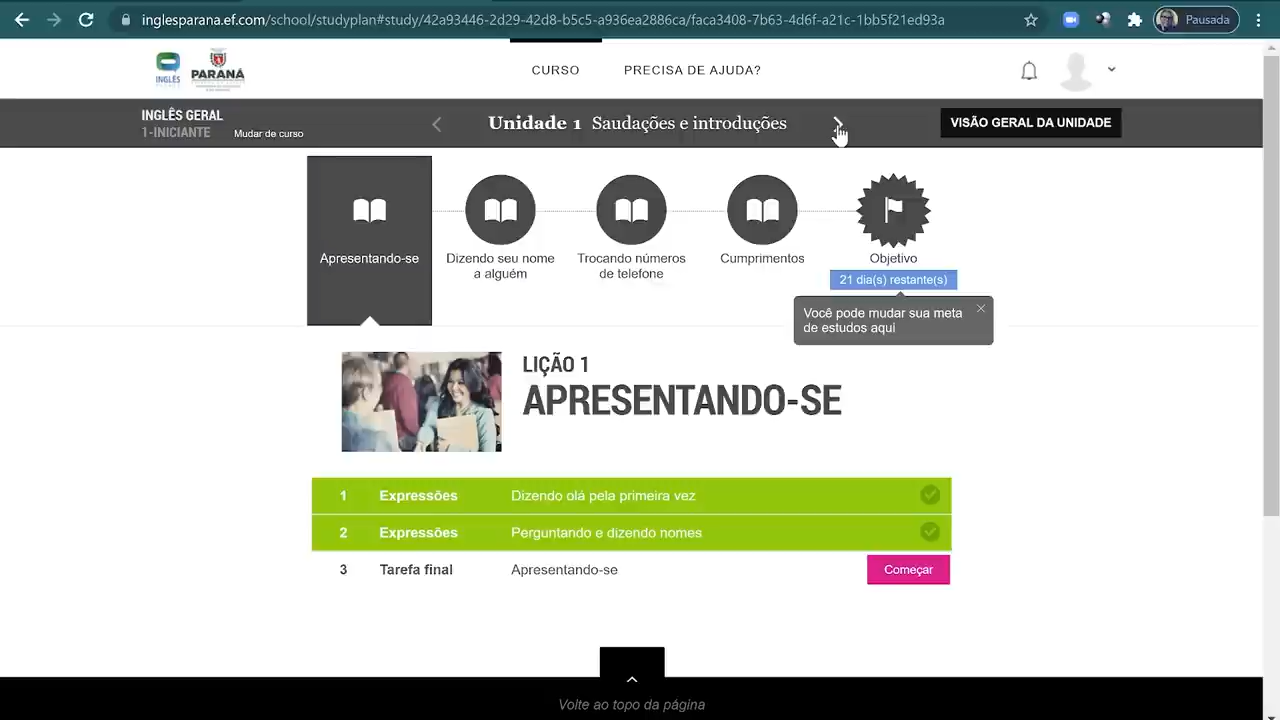 inglesparana.ef.com/school/studyplan#study/42a93446-2d29-42d8-b5c5-a936ea2886ca/faca3408-7b63-4d6f-a21c-1bb5f21ed93a
Pausada
INGLÊS
PARANÁ
CURSO
PRECISA DE AJUDA?
INGLÊS GERAL
1-INICIANTE
Mudar de curso
Unidade 1 Saudações e introduções
VISÃO GERAL DA UNIDADE
Apresentando-se
Dizendo seu nome
a alguém
Trocando números
de telefone
Cumprimentos
Objetivo
21 dia(s) restante(s)
Você pode mudar sua meta
de estudos aqui
LIÇÃO 1
APRESENTANDO-SE
1 Expressões Dizendo olá pela primeira vez
2 Expressões Perguntando e dizendo nomes
3 Tarefa final Apresentando-se Começar
Volte ao topo da página